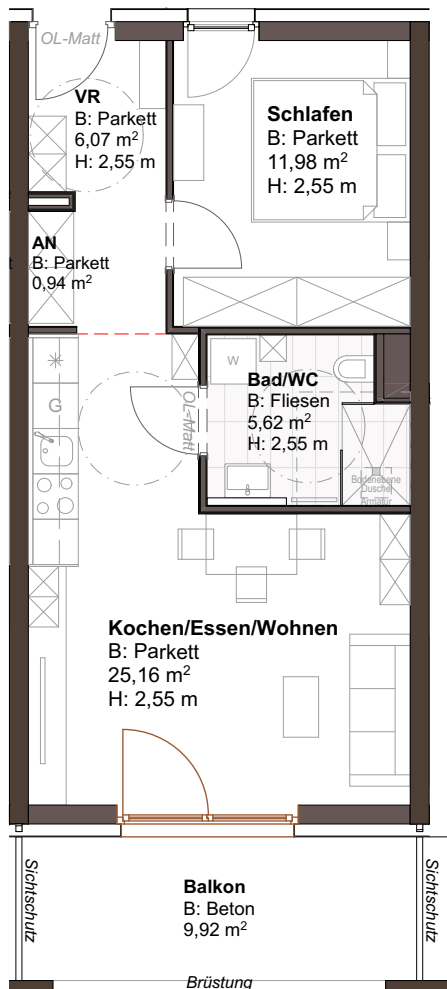 OL-Matt
VR
B: Parkett
6,07 m²
H: 2,55 m
Schlafen
B: Parkett
11,98 m²
H: 2,55 m
AN
B: Parkett
0,94 m²
G
W
Bad/WC
B: Fliesen
5,62 m²
H: 2,55 m
OL-Matt
Bodenebene
Dusche
Armatur
Kochen/Essen/Wohnen
B: Parkett
25,16 m²
H: 2,55 m
Sichtschutz
Balkon
B: Beton
9,92 m²
Sichtschutz
Brüstung